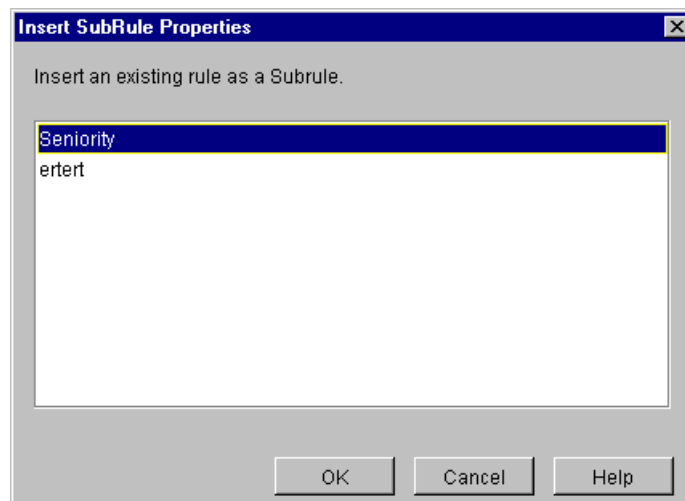 Insert SubRule Properties
Insert an existing rule as a Subrule.
Seniority
ertert
OK Cancel Help